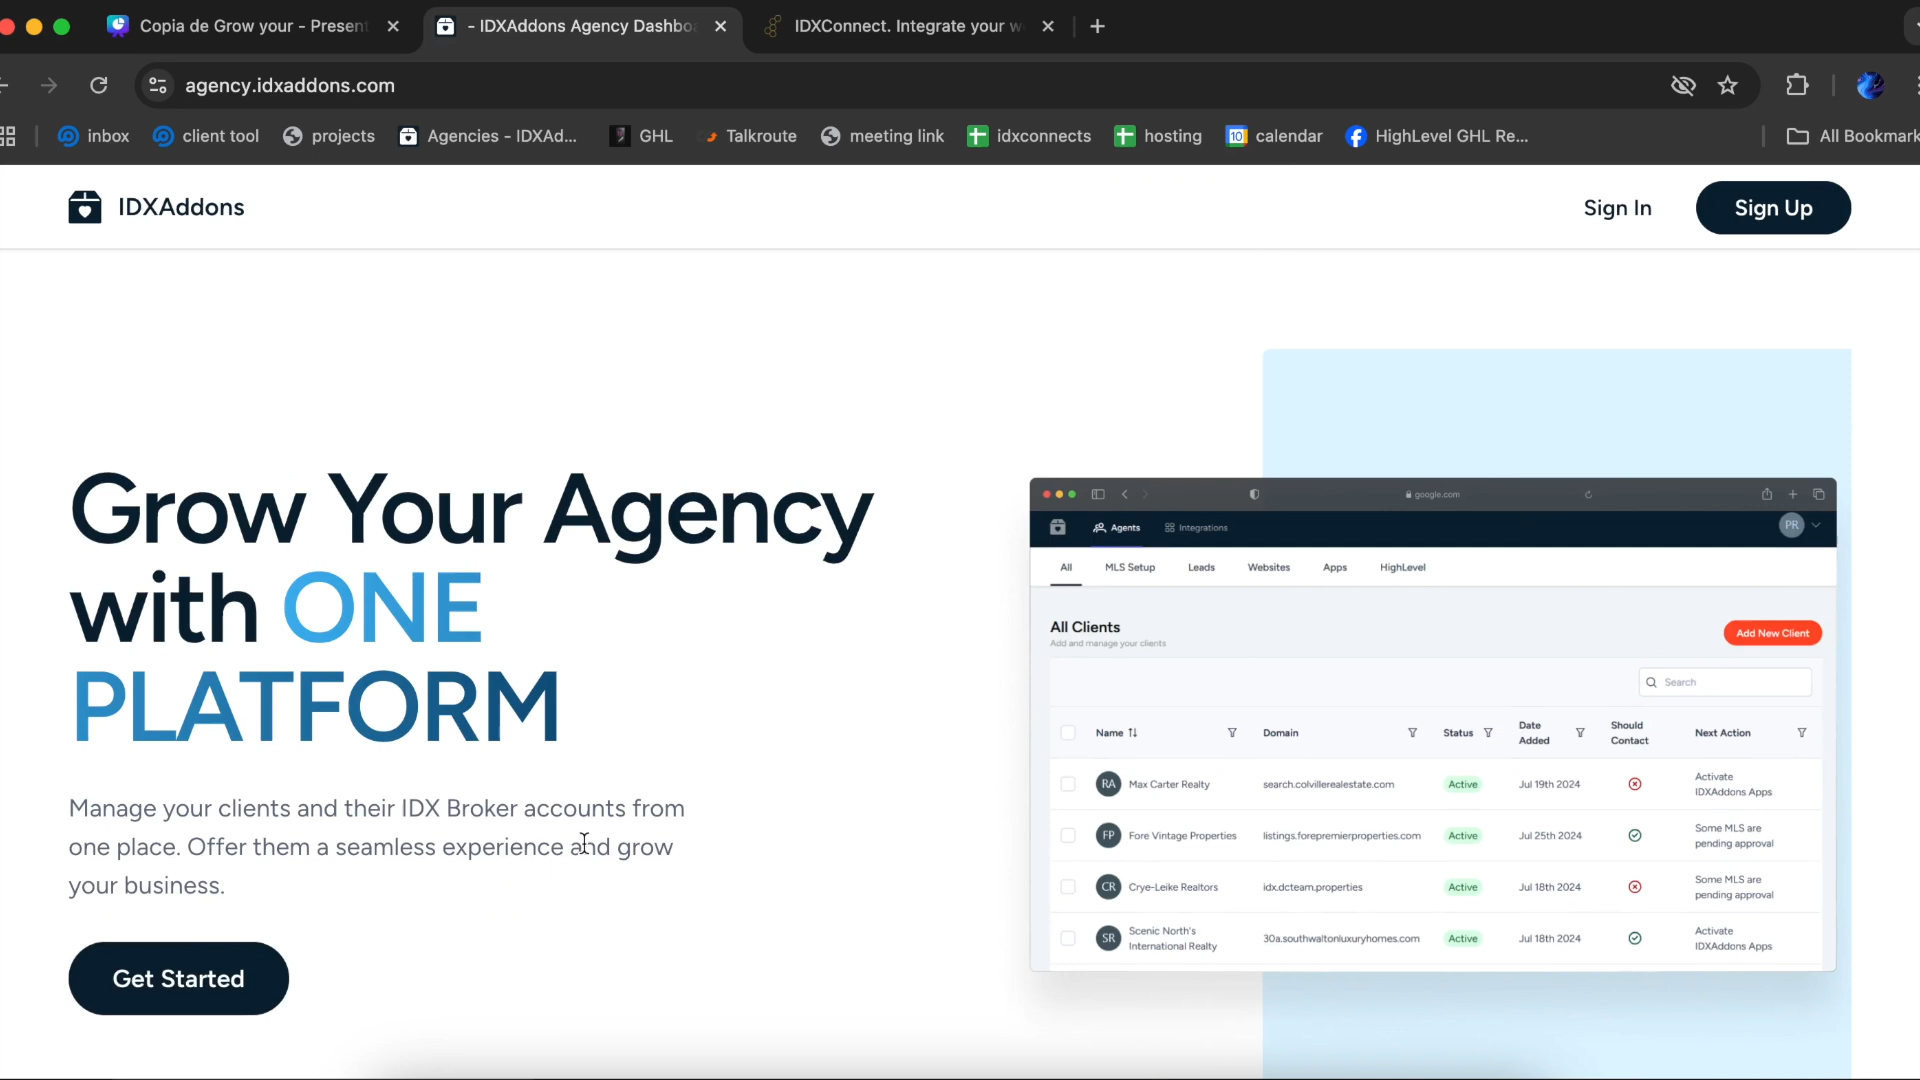 Copia de Grow your - Present
- IDXAddons Agency Dashbo
IDXConnect. Integrate your w
agency.idxaddons.com
inbox
client tool
projects
Agencies - IDXAd...
GHL
Talkroute
meeting link
idxconnects
hosting
10
calendar
HighLevel GHL Re...
All Bookmark
IDXAddons
Sign In
Sign Up
Grow Your Agency
with ONE
PLATFORM
Manage your clients and their IDX Broker accounts from
one place. Offer them a seamless experience and grow
your business.
Get Started
google.com
Agents
Integrations
PR
All
MLS Setup
Leads
Websites
Apps
HighLevel
All Clients
Add and manage your clients
Add New Client
Search
Name
Domain
Status
Date
Added
Should
Contact
Next Action
RA
Max Carter Realty
search.colvillerealestate.com
Active
Jul 19th 2024
Activate
IDXAddons Apps
FP
Fore Vintage Properties
listings.forepremierproperties.com
Active
Jul 25th 2024
Some MLS are
pending approval
CR
Crye-Leike Realtors
idx.dcteam.properties
Active
Jul 18th 2024
Some MLS are
pending approval
SR
Scenic North's
International Realty
30a.southwaltonluxuryhomes.com
Active
Jul 18th 2024
Activate
IDXAddons Apps